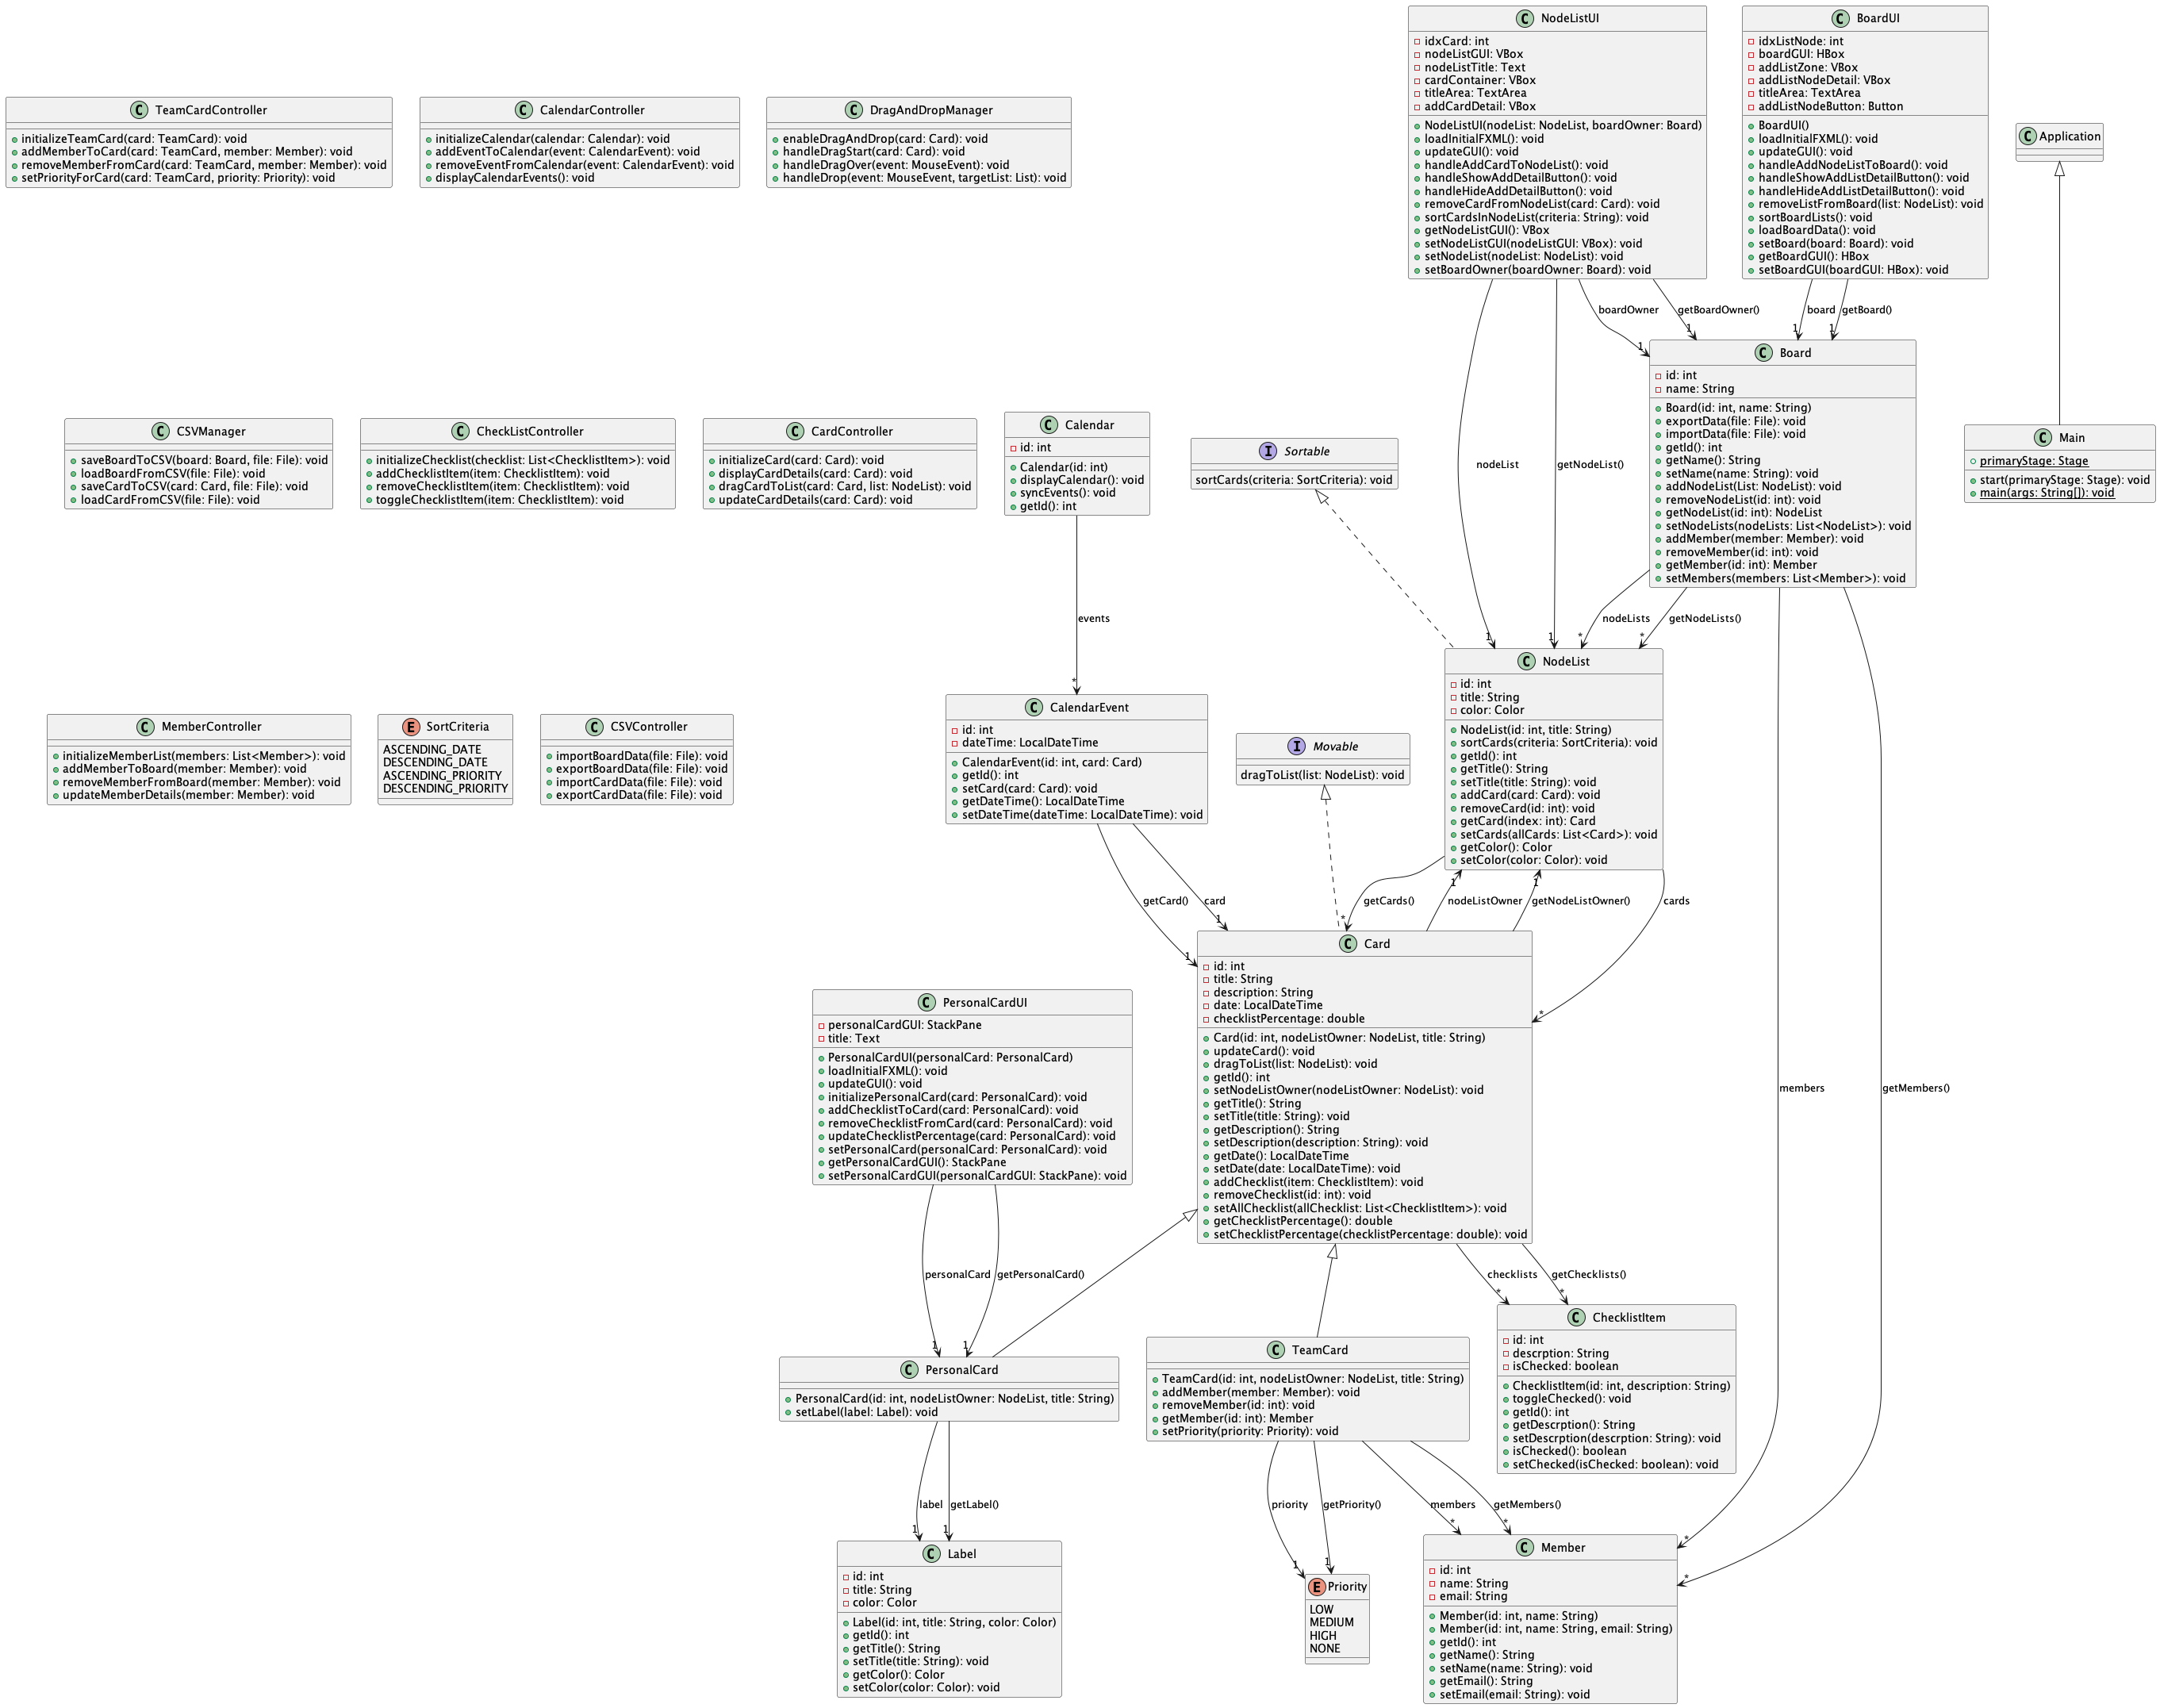 NodeListUI
idxCard: int
nodeListGUI: VBox
nodeListTitle: Text
cardContainer: VBox
titleArea: TextArea
addCardDetail: VBox
NodeListUI(nodeList: NodeList, boardOwner: Board)
loadInitialFXML(): void
updateGUI(): void
handleAddCardToNodeList(): void
handleShowAddDetailButton(): void
handleHideAddDetailButton(): void
removeCardFromNodeList(card: Card): void
sortCardsInNodeList(criteria: String): void
getNodeListGUI(): VBox
setNodeListGUI(nodeListGUI: VBox): void
setNodeList(nodeList: NodeList): void
setBoardOwner(boardOwner: Board): void
BoardUI
idxListNode: int
boardGUI: HBox
addListZone: VBox
addListNodeDetail: VBox
titleArea: TextArea
addListNodeButton: Button
BoardUI()
loadInitialFXML(): void
updateGUI(): void
handleAddNodeListToBoard(): void
handleShowAddListDetailButton(): void
handleHideAddListDetailButton(): void
removeListFromBoard(list: NodeList): void
sortBoardLists(): void
loadBoardData(): void
setBoard(board: Board): void
getBoardGUI(): HBox
setBoardGUI(boardGUI: HBox): void
TeamCardController
initializeTeamCard(card: TeamCard): void
addMemberToCard(card: TeamCard, member: Member): void
removeMemberFromCard(card: TeamCard, member: Member): void
setPriorityForCard(card: TeamCard, priority: Priority): void
CalendarController
initializeCalendar(calendar: Calendar): void
addEventToCalendar(event: CalendarEvent): void
removeEventFromCalendar(event: CalendarEvent): void
displayCalendarEvents(): void
DragAndDropManager
enableDragAndDrop(card: Card): void
handleDragStart(card: Card): void
handleDragOver(event: MouseEvent): void
handleDrop(event: MouseEvent, targetList: List): void
Application
boardOwner
getBoardOwner()
board
getBoard()
1
1
1
1
Board
id: int
name: String
Board(id: int, name: String)
exportData(file: File): void
importData(file: File): void
getId(): int
getName(): String
setName(name: String): void
addNodeList(List: NodeList): void
removeNodeList(id: int): void
getNodeList(id: int): NodeList
setNodeLists(nodeLists: List<NodeList>): void
addMember(member: Member): void
removeMember(id: int): void
getMember(id: int): Member
setMembers(members: List<Member>): void
CSVManager
saveBoardToCSV(board: Board, file: File): void
loadBoardFromCSV(file: File): void
saveCardToCSV(card: Card, file: File): void
loadCardFromCSV(file: File): void
CheckListController
initializeChecklist(checklist: List<ChecklistItem>): void
addChecklistItem(item: ChecklistItem): void
removeChecklistItem(item: ChecklistItem): void
toggleChecklistItem(item: ChecklistItem): void
CardController
initializeCard(card: Card): void
displayCardDetails(card: Card): void
dragCardToList(card: Card, list: NodeList): void
updateCardDetails(card: Card): void
Calendar
id: int
Calendar(id: int)
displayCalendar(): void
syncEvents(): void
getId(): int
Sortable
sortCards(criteria: SortCriteria): void
nodeList
getNodeList()
Main
primaryStage: Stage
start(primaryStage: Stage): void
main(args: String[]): void
events
nodeLists
getNodeLists()
*
1
1
*
*
MemberController
initializeMemberList(members: List<Member>): void
addMemberToBoard(member: Member): void
removeMemberFromBoard(member: Member): void
updateMemberDetails(member: Member): void
SortCriteria
ASCENDING_DATE
DESCENDING_DATE
ASCENDING_PRIORITY
DESCENDING_PRIORITY
CSVController
importBoardData(file: File): void
exportBoardData(file: File): void
importCardData(file: File): void
exportCardData(file: File): void
CalendarEvent
id: int
dateTime: LocalDateTime
CalendarEvent(id: int, card: Card)
getId(): int
setCard(card: Card): void
getDateTime(): LocalDateTime
setDateTime(dateTime: LocalDateTime): void
Movable
dragToList(list: NodeList): void
NodeList
id: int
title: String
color: Color
NodeList(id: int, title: String)
sortCards(criteria: SortCriteria): void
getId(): int
getTitle(): String
setTitle(title: String): void
addCard(card: Card): void
removeCard(id: int): void
getCard(index: int): Card
setCards(allCards: List<Card>): void
getColor(): Color
setColor(color: Color): void
1
1
getCard()
card
getCards()
nodeListOwner
getNodeListOwner()
cards
1
1
*
*
Card
id: int
title: String
description: String
date: LocalDateTime
checklistPercentage: double
Card(id: int, nodeListOwner: NodeList, title: String)
updateCard(): void
dragToList(list: NodeList): void
getId(): int
setNodeListOwner(nodeListOwner: NodeList): void
getTitle(): String
setTitle(title: String): void
getDescription(): String
setDescription(description: String): void
getDate(): LocalDateTime
setDate(date: LocalDateTime): void
addChecklist(item: ChecklistItem): void
removeChecklist(id: int): void
setAllChecklist(allChecklist: List<ChecklistItem>): void
getChecklistPercentage(): double
setChecklistPercentage(checklistPercentage: double): void
PersonalCardUI
personalCardGUI: StackPane
title: Text
PersonalCardUI(personalCard: PersonalCard)
loadInitialFXML(): void
updateGUI(): void
initializePersonalCard(card: PersonalCard): void
addChecklistToCard(card: PersonalCard): void
removeChecklistFromCard(card: PersonalCard): void
updateChecklistPercentage(card: PersonalCard): void
setPersonalCard(personalCard: PersonalCard): void
getPersonalCardGUI(): StackPane
setPersonalCardGUI(personalCardGUI: StackPane): void
members
getMembers()
personalCard
getPersonalCard()
checklists
getChecklists()
1
1
*
*
PersonalCard
PersonalCard(id: int, nodeListOwner: NodeList, title: String)
setLabel(label: Label): void
TeamCard
TeamCard(id: int, nodeListOwner: NodeList, title: String)
addMember(member: Member): void
removeMember(id: int): void
getMember(id: int): Member
setPriority(priority: Priority): void
ChecklistItem
id: int
descrption: String
isChecked: boolean
ChecklistItem(id: int, description: String)
toggleChecked(): void
getId(): int
getDescrption(): String
setDescrption(descrption: String): void
isChecked(): boolean
setChecked(isChecked: boolean): void
label
getLabel()
priority
getPriority()
members
getMembers()
1
1
1
1
*
*
*
*
Label
id: int
title: String
color: Color
Label(id: int, title: String, color: Color)
getId(): int
getTitle(): String
setTitle(title: String): void
getColor(): Color
setColor(color: Color): void
Priority
LOW
MEDIUM
HIGH
NONE
Member
id: int
name: String
email: String
Member(id: int, name: String)
Member(id: int, name: String, email: String)
getId(): int
getName(): String
setName(name: String): void
getEmail(): String
setEmail(email: String): void